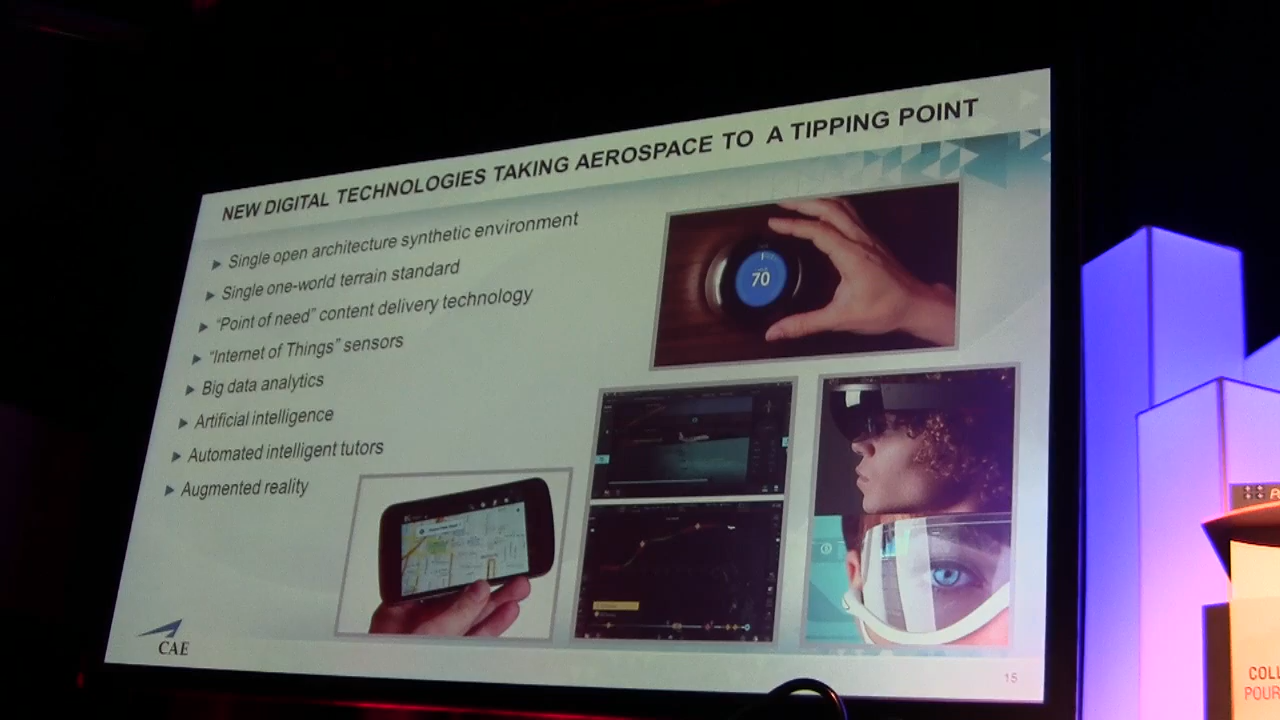 NEW DIGITAL TECHNOLOGIES TAKING AEROSPACE TO A TIPPING POINT
Single open architecture synthetic environment
Single one-world terrain standard
“Point of need” content delivery technology
“Internet of Things” sensors
Big data analytics
Artificial intelligence
Automated intelligent tutors
Augmented reality
70
CAE
15
COLL
POUR